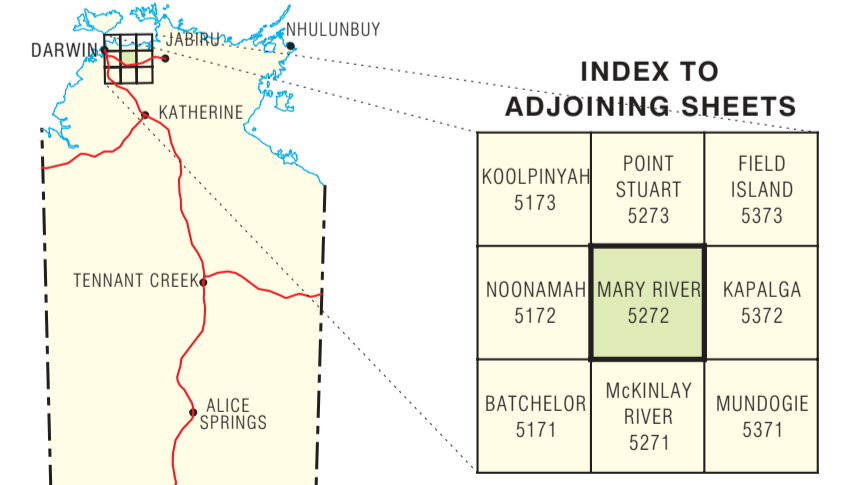 NHULUNBUY
JABIRU
DARWIN
KATHERINE
TENNANT CREEK
ALICE
SPRINGS
INDEX TO
ADJOINING SHEETS
KOOLPINYAH
5173
POINT
STUART
5273
FIELD
ISLAND
5373
NOONAMAH
5172
MARY RIVER
5272
KAPALGA
5372
BATCHELOR
5171
McKINLAY
RIVER
5271
MUNDOGIE
5371